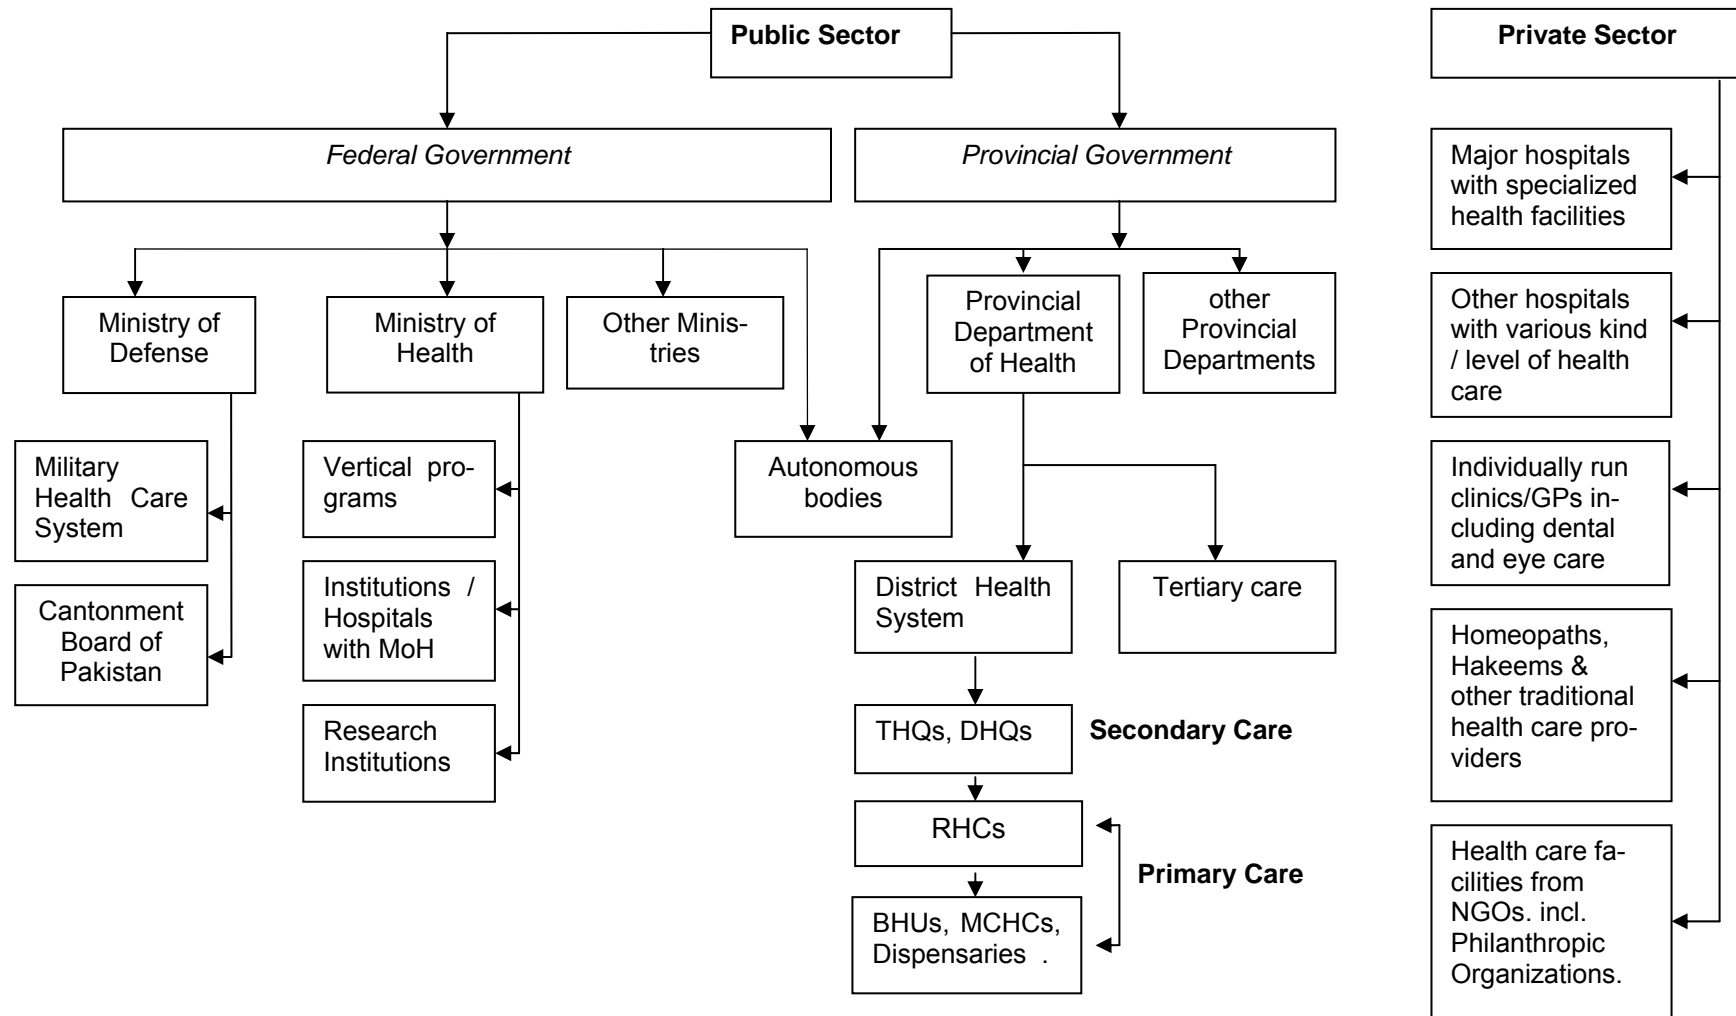 Public Sector
Private Sector
Federal Government
Provincial Government
Ministry of
Defense
Ministry of
Health
Other Minis-
tries
Provincial
Department
of Health
other
Provincial
Departments
Military
Health Care
System
Cantonment
Board of
Pakistan
Vertical pro-
grams
Institutions /
Hospitals
with MoH
Research
Institutions
Autonomous
bodies
District Health
System
Tertiary care
THQs, DHQs
Secondary Care
RHCs
Primary Care
BHUs, MCHCs,
Dispensaries .
Major hospitals
with specialized
health facilities
Other hospitals
with various kind
/ level of health
care
Individually run
clinics/GPs in-
cluding dental
and eye care
Homeopaths,
Hakeems &
other traditional
health care pro-
viders
Health care fa-
cilities from
NGOs. incl.
Philanthropic
Organizations.